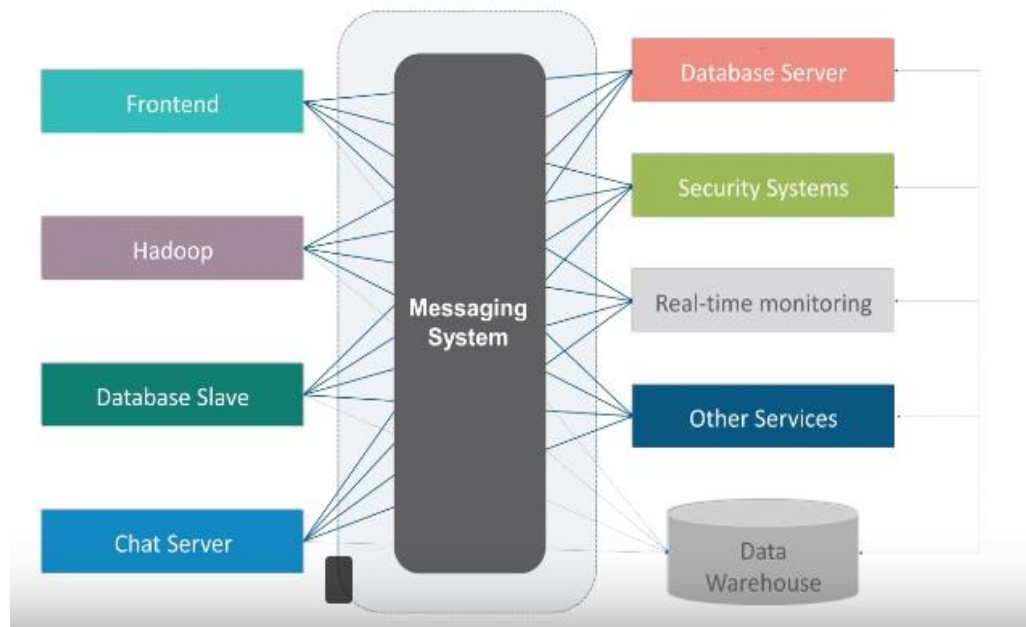 Frontend
Hadoop
Database Slave
Chat Server
Messaging
System
Database Server
Security Systems
Real-time monitoring
Other Services
Data
Warehouse